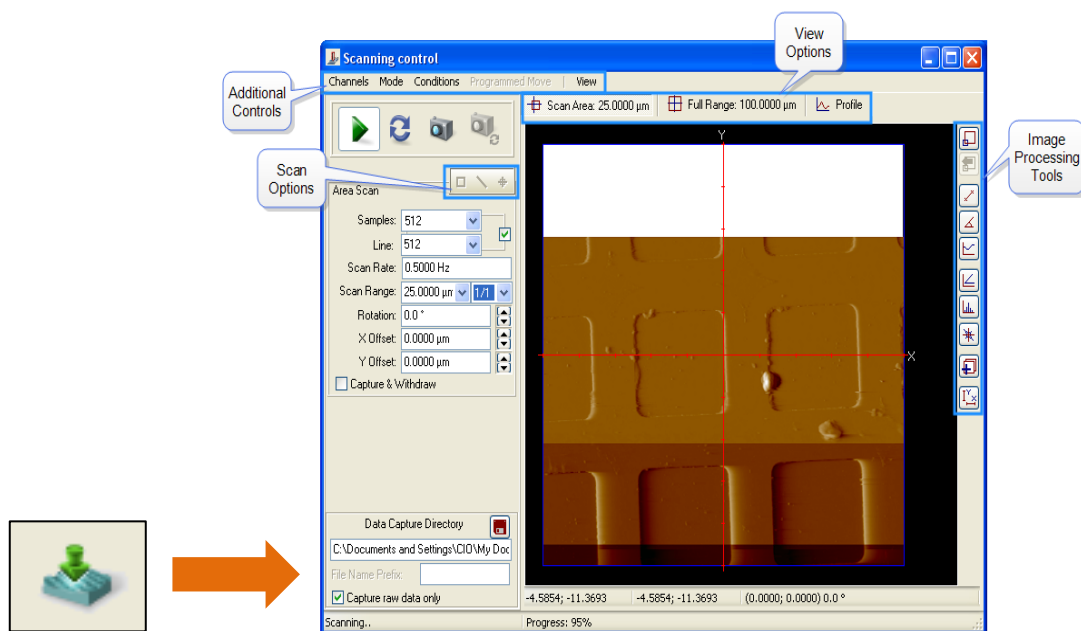 View
Options
Scanning control
Channels Mode Conditions Programmed Move View
Additional
Controls
Scan Area: 25.0000 µm Full Range: 100.0000 µm Profile
Y
Image
Processing
Tools
Scan
Options
Area Scan
Samples: 512
Line: 512
Scan Rate: 0.5000 Hz
Scan Range: 25.0000 µm 1/1
Rotation: 0.0 °
X Offset: 0.0000 µm
X
Y Offset: 0.0000 µm
Capture & Withdraw
Data Capture Directory
C:\Documents and Settings\CIO\My Doc
File Name Prefix:
Capture raw data only
-4.5854; -11.3693 -4.5854; -11.3693 (0.0000; 0.0000) 0.0 °
Scanning.. Progress: 95%